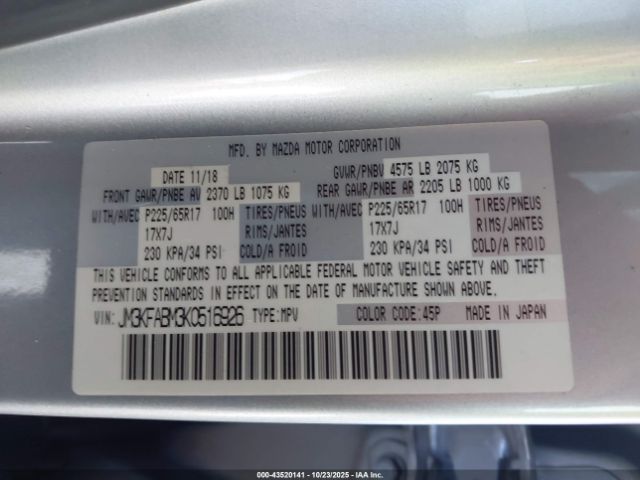 MFD. BY MAZDA MOTOR CORPORATION
DATE 11/18 GVWR/PNBV 4575 LB 2075 KG
FRONT GAWR/PNBE AV 2370 LB 1075 KG REAR GAWR/PNBE AR 2205 LB 1000 KG
WITH/AVEC P225/65R17 100H TIRES/PNEUS WITH/AVEC P225/65R17 100H TIRES/PNEUS
17X7J RIMS/JANTES 17X7J RIMS/JANTES
230 KPA/34 PSI COLD/A FROID 230 KPA/34 PSI COLD/A FROID
THIS VEHICLE CONFORMS TO ALL APPLICABLE FEDERAL MOTOR VEHICLE SAFETY AND THEFT
PREVENTION STANDARDS IN EFFECT ON THE DATE OF MANUFACTURE SHOWN ABOVE.
VIN: JM3KFABM3K0516926 TYPE:MPV COLOR CODE:45P MADE IN JAPAN
000-43520141 - 10/23/2025 - IAA Inc.